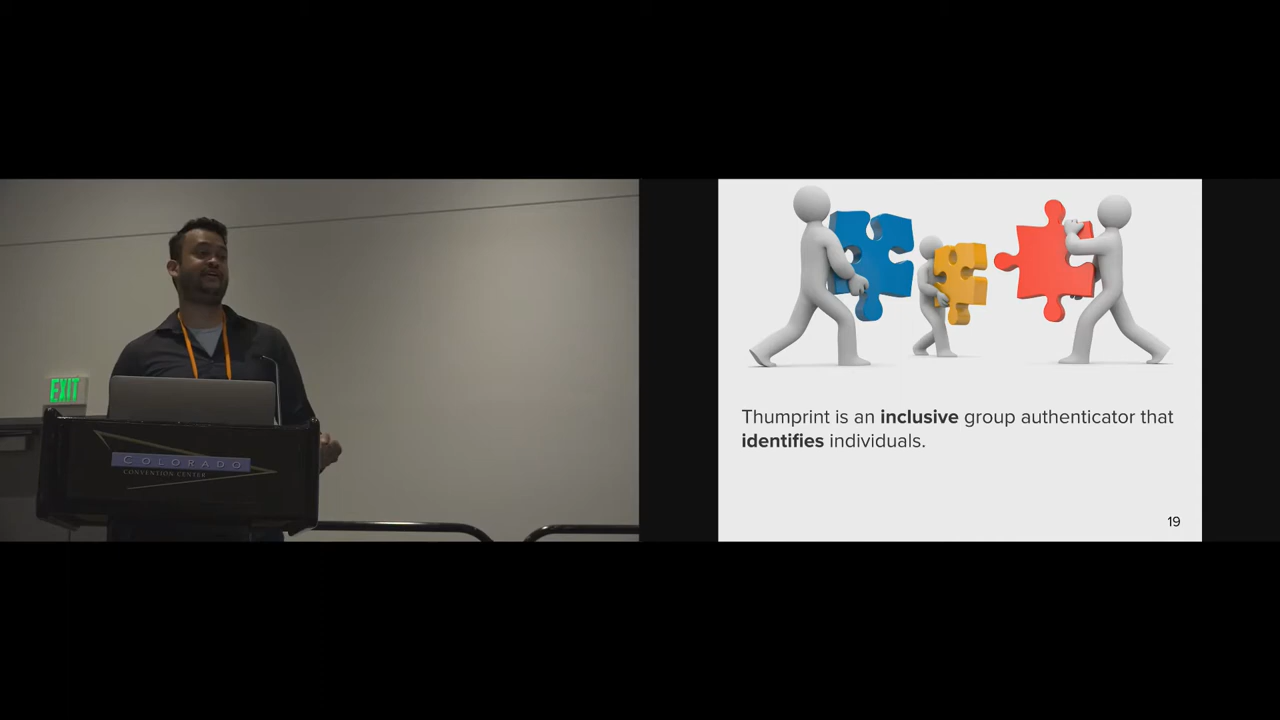 EXIT
COLORADO
CONVENTION CENTER
Thumprint is an inclusive group authenticator that
identifies individuals.
19